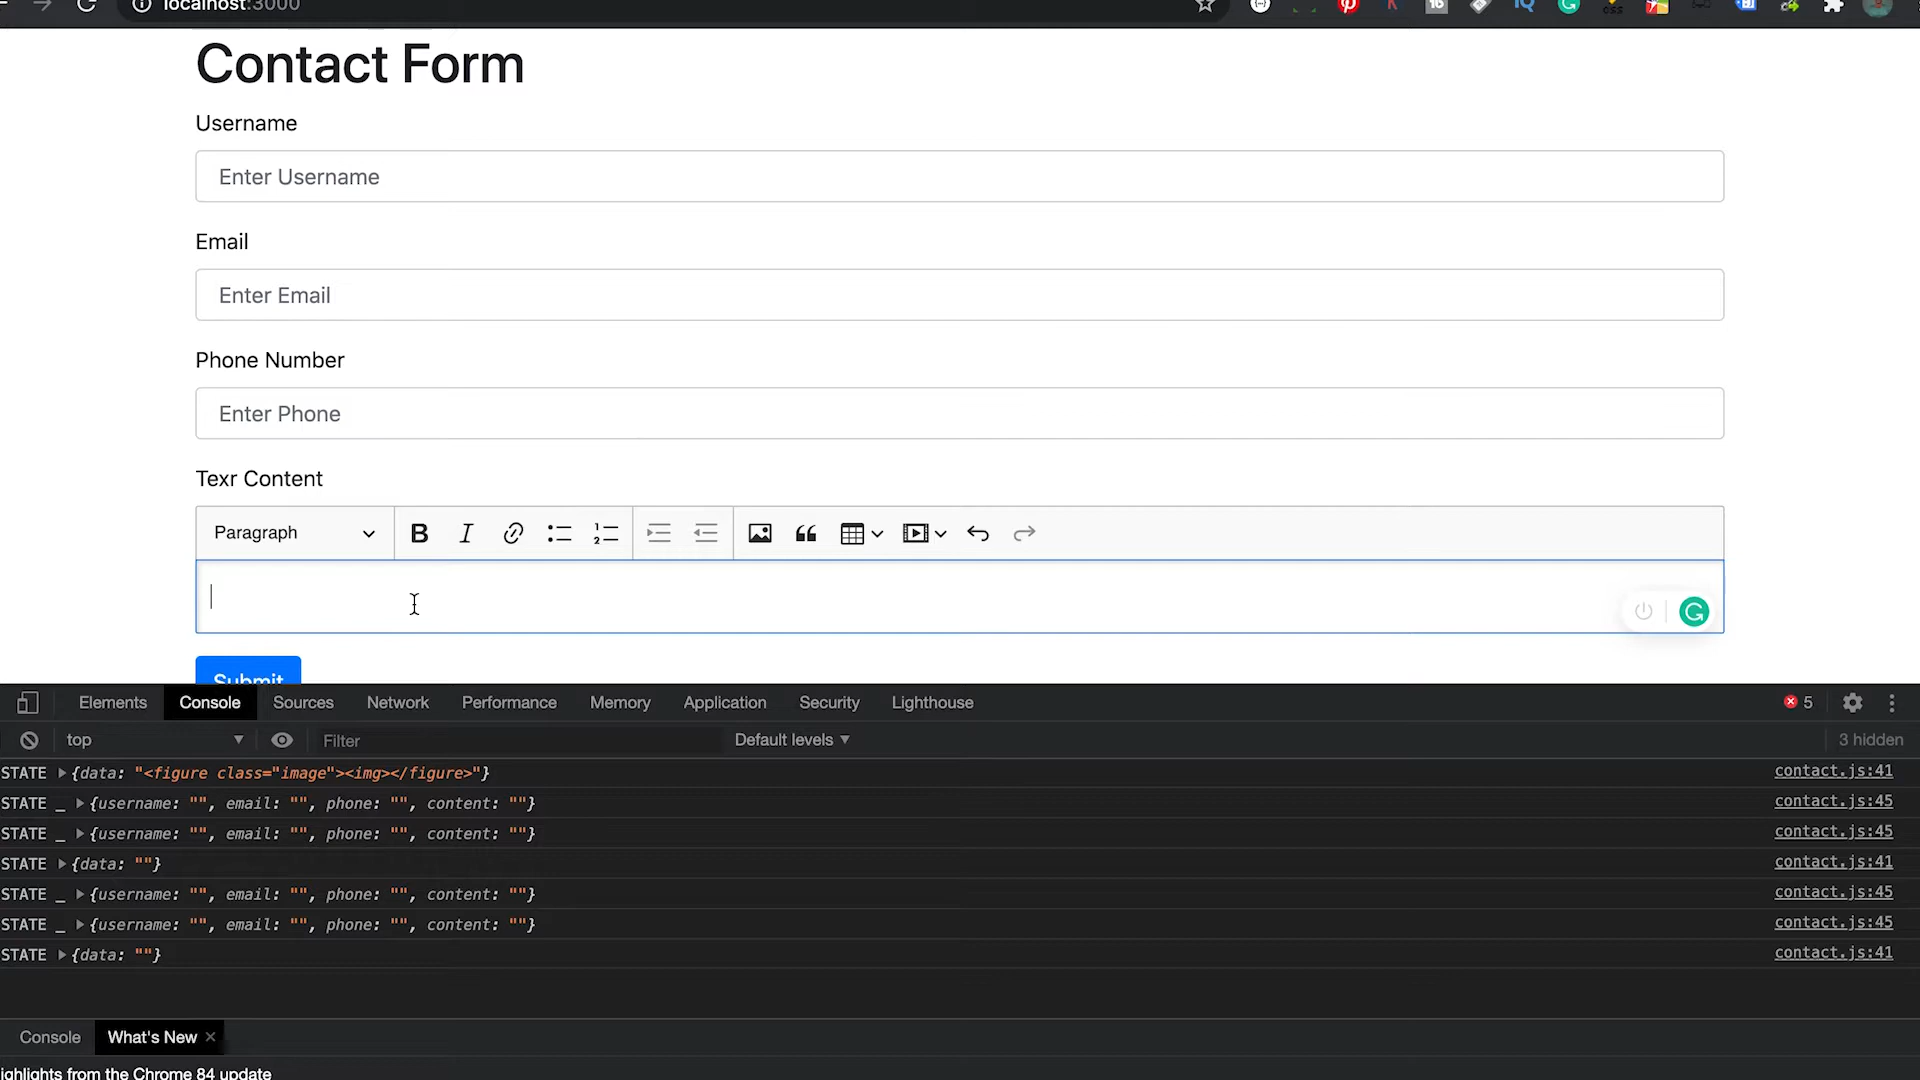 localhost:3000
Contact Form
Username
Enter Username
Email
Enter Email
Phone Number
Enter Phone
Texr Content
Paragraph
Submit
Elements Console Sources Network Performance Memory Application Security Lighthouse 5
top Filter Default levels 3 hidden
STATE {data: "<figure class="image"><img></figure>"} contact.js:41
STATE _ {username: "", email: "", phone: "", content: ""} contact.js:45
STATE _ {username: "", email: "", phone: "", content: ""} contact.js:45
STATE {data: ""} contact.js:41
STATE _ {username: "", email: "", phone: "", content: ""} contact.js:45
STATE _ {username: "", email: "", phone: "", content: ""} contact.js:45
STATE {data: ""} contact.js:41
Console What's New
ighlights from the Chrome 84 update